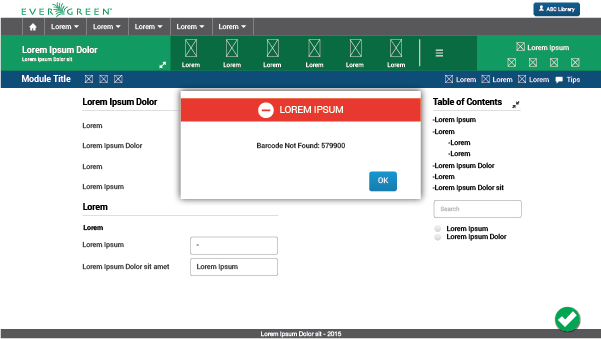 EVERGREEN
ABC Library
Lorem Lorem Lorem Lorem Lorem
Lorem Ipsum Dolor
Lorem Ipsum Dolor sit
Lorem Lorem Lorem Lorem Lorem Lorem
Lorem Ipsum
Module Title
Lorem Lorem Lorem Tips
Lorem Ipsum Dolor
Lorem
Lorem Ipsum Dolor
Lorem
Lorem Ipsum
Lorem
Lorem
Lorem Ipsum
-
Lorem Ipsum Dolor sit amet
Lorem Ipsum
LOREM IPSUM
Barcode Not Found: 579900
OK
Table of Contents
-Lorem Ipsum
-Lorem
-Lorem
-Lorem
-Lorem Ipsum Dolor
-Lorem
-Lorem Ipsum Dolor sit
Search
Lorem Ipsum
Lorem Ipsum Dolor
Lorem Ipsum Dolor sit - 2015